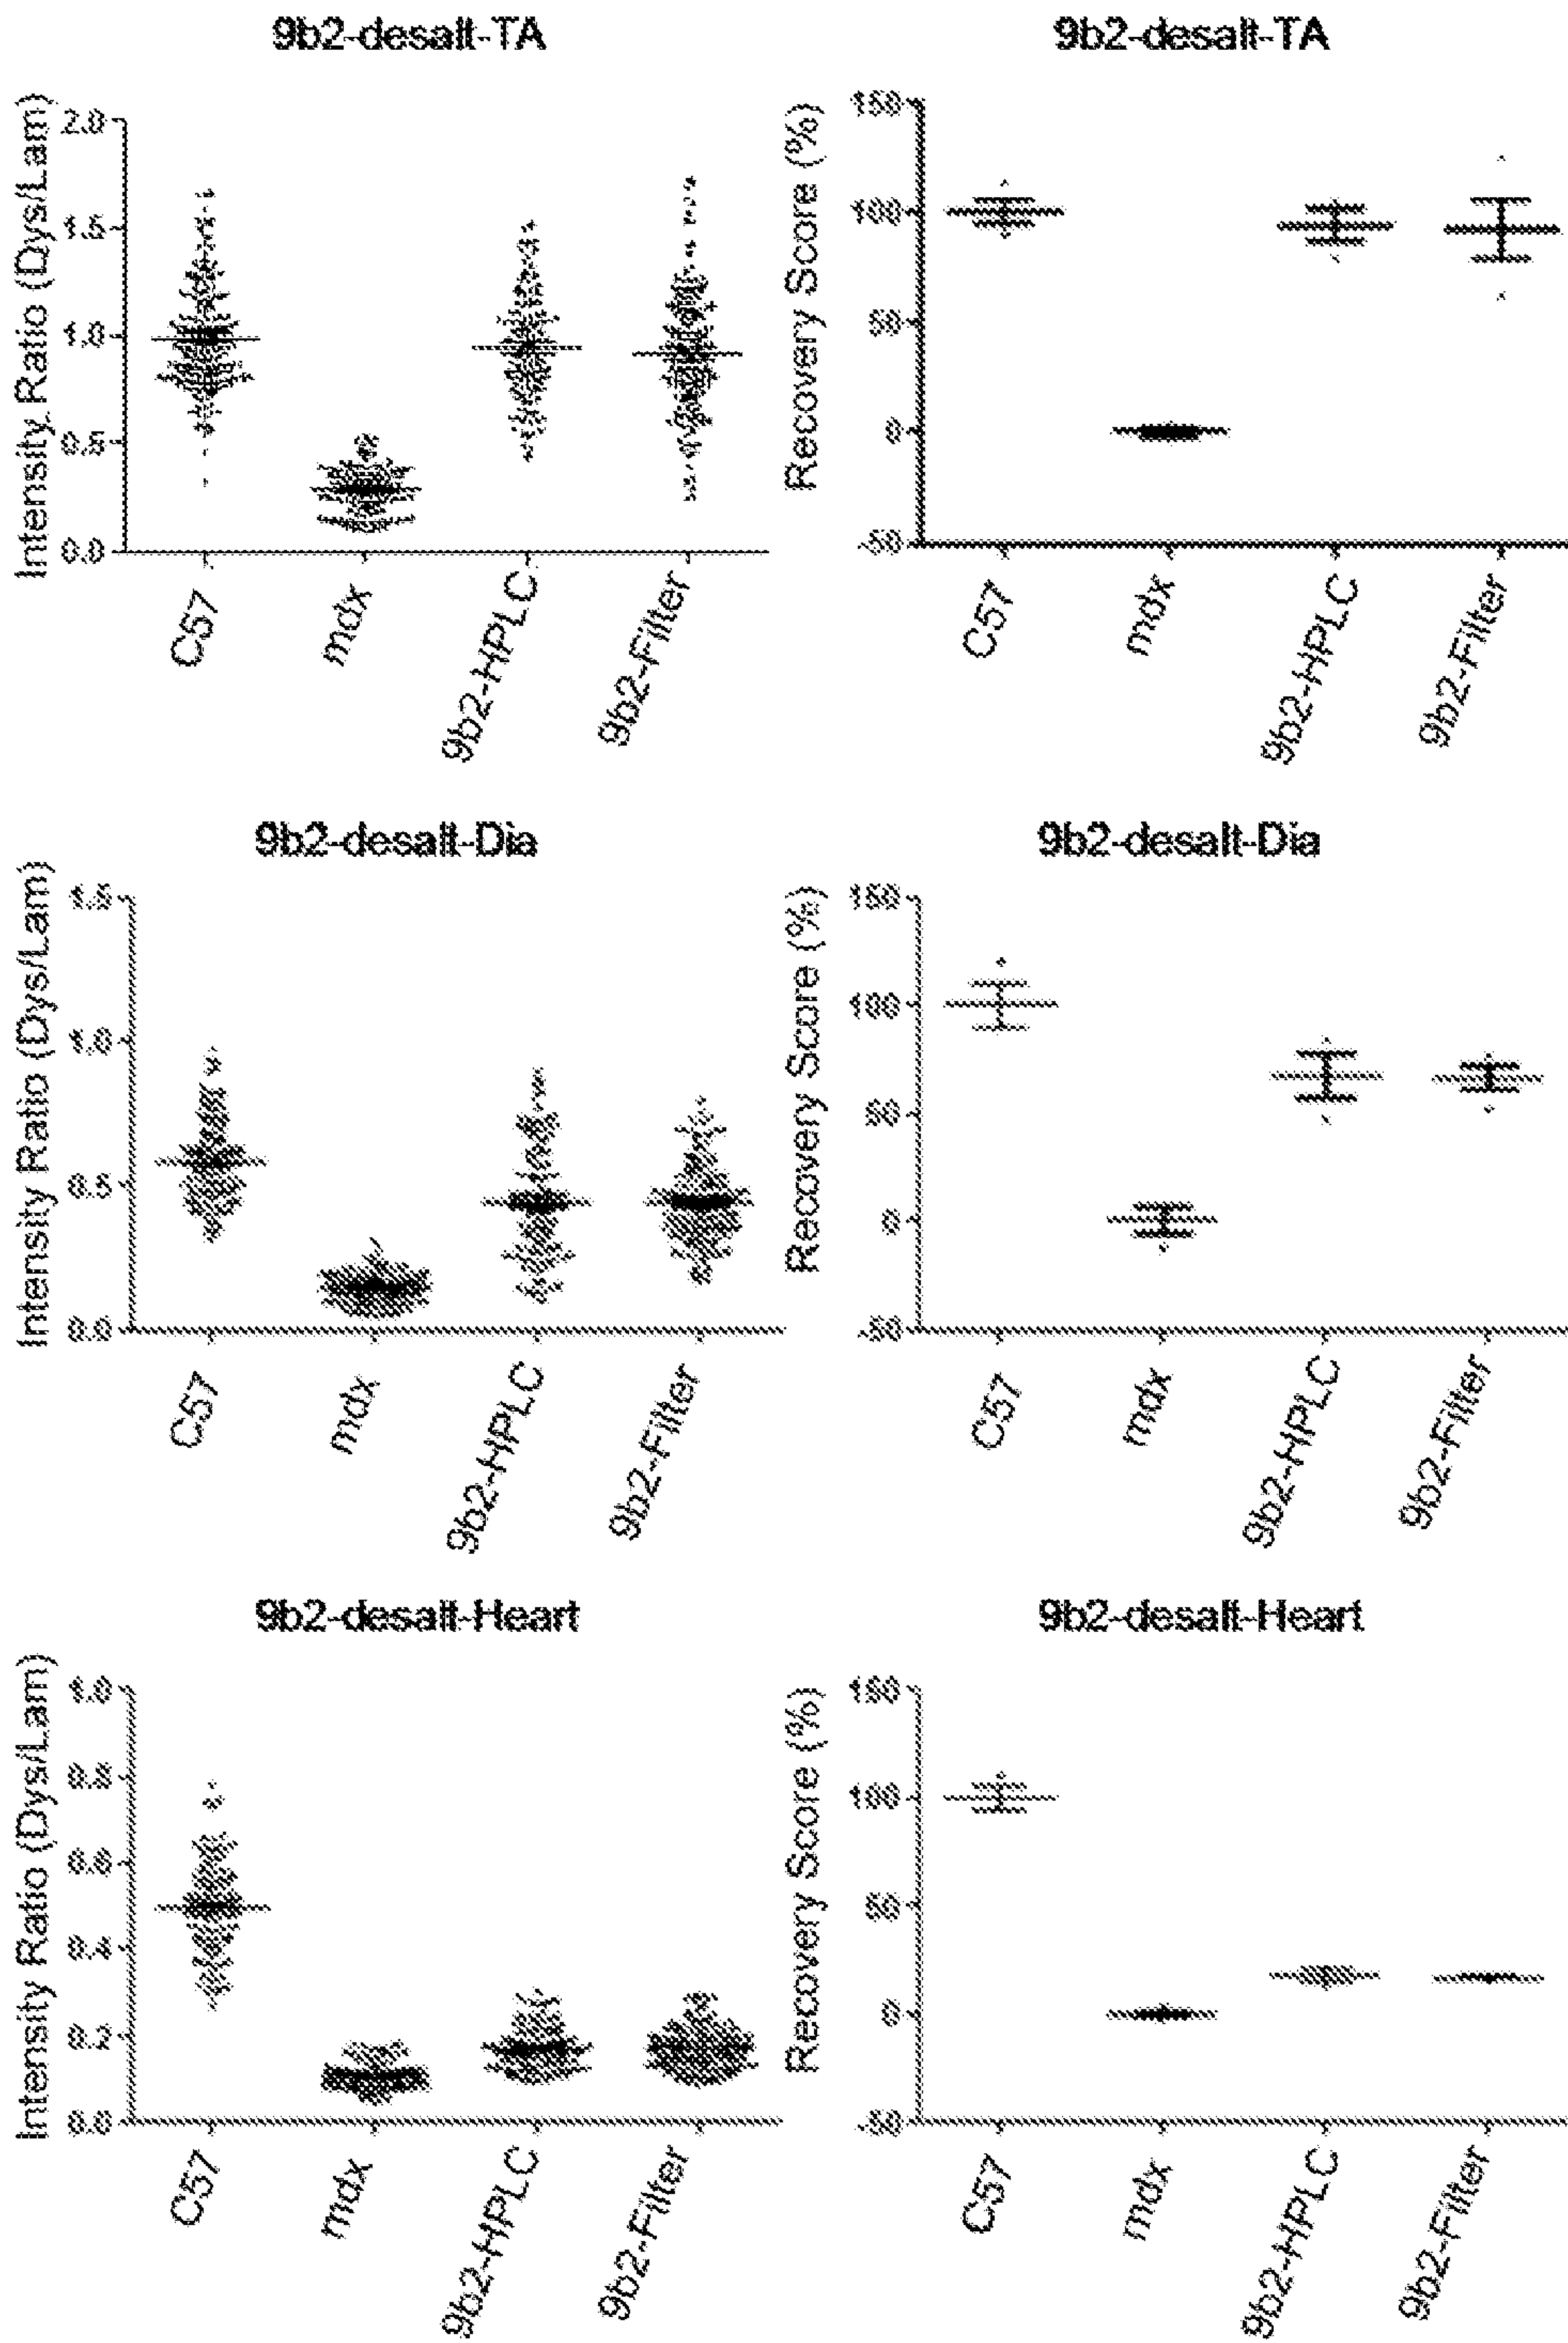 9b2-desalt-TA
Intensity Ratio (Dys/Lam)
2.0
1.5
1.0
0.5
0.0
C57
mdx
9b2-HPLC
9b2-Filter
9b2-desalt-TA
Recovery Score (%)
150
100
50
0
-50
C57
mdx
9b2-HPLC
9b2-Filter
9b2-desalt-Dia
Intensity Ratio (Dys/Lam)
1.5
1.0
0.5
0.0
C57
mdx
9b2-HPLC
9b2-Filter
9b2-desalt-Dia
Recovery Score (%)
150
100
50
0
-50
C57
mdx
9b2-HPLC
9b2-Filter
9b2-desalt-Heart
Intensity Ratio (Dys/Lam)
1.0
0.8
0.6
0.4
0.2
0.0
C57
mdx
9b2-HPLC
9b2-Filter
9b2-desalt-Heart
Recovery Score (%)
150
100
50
0
-50
C57
mdx
9b2-HPLC
9b2-Filter